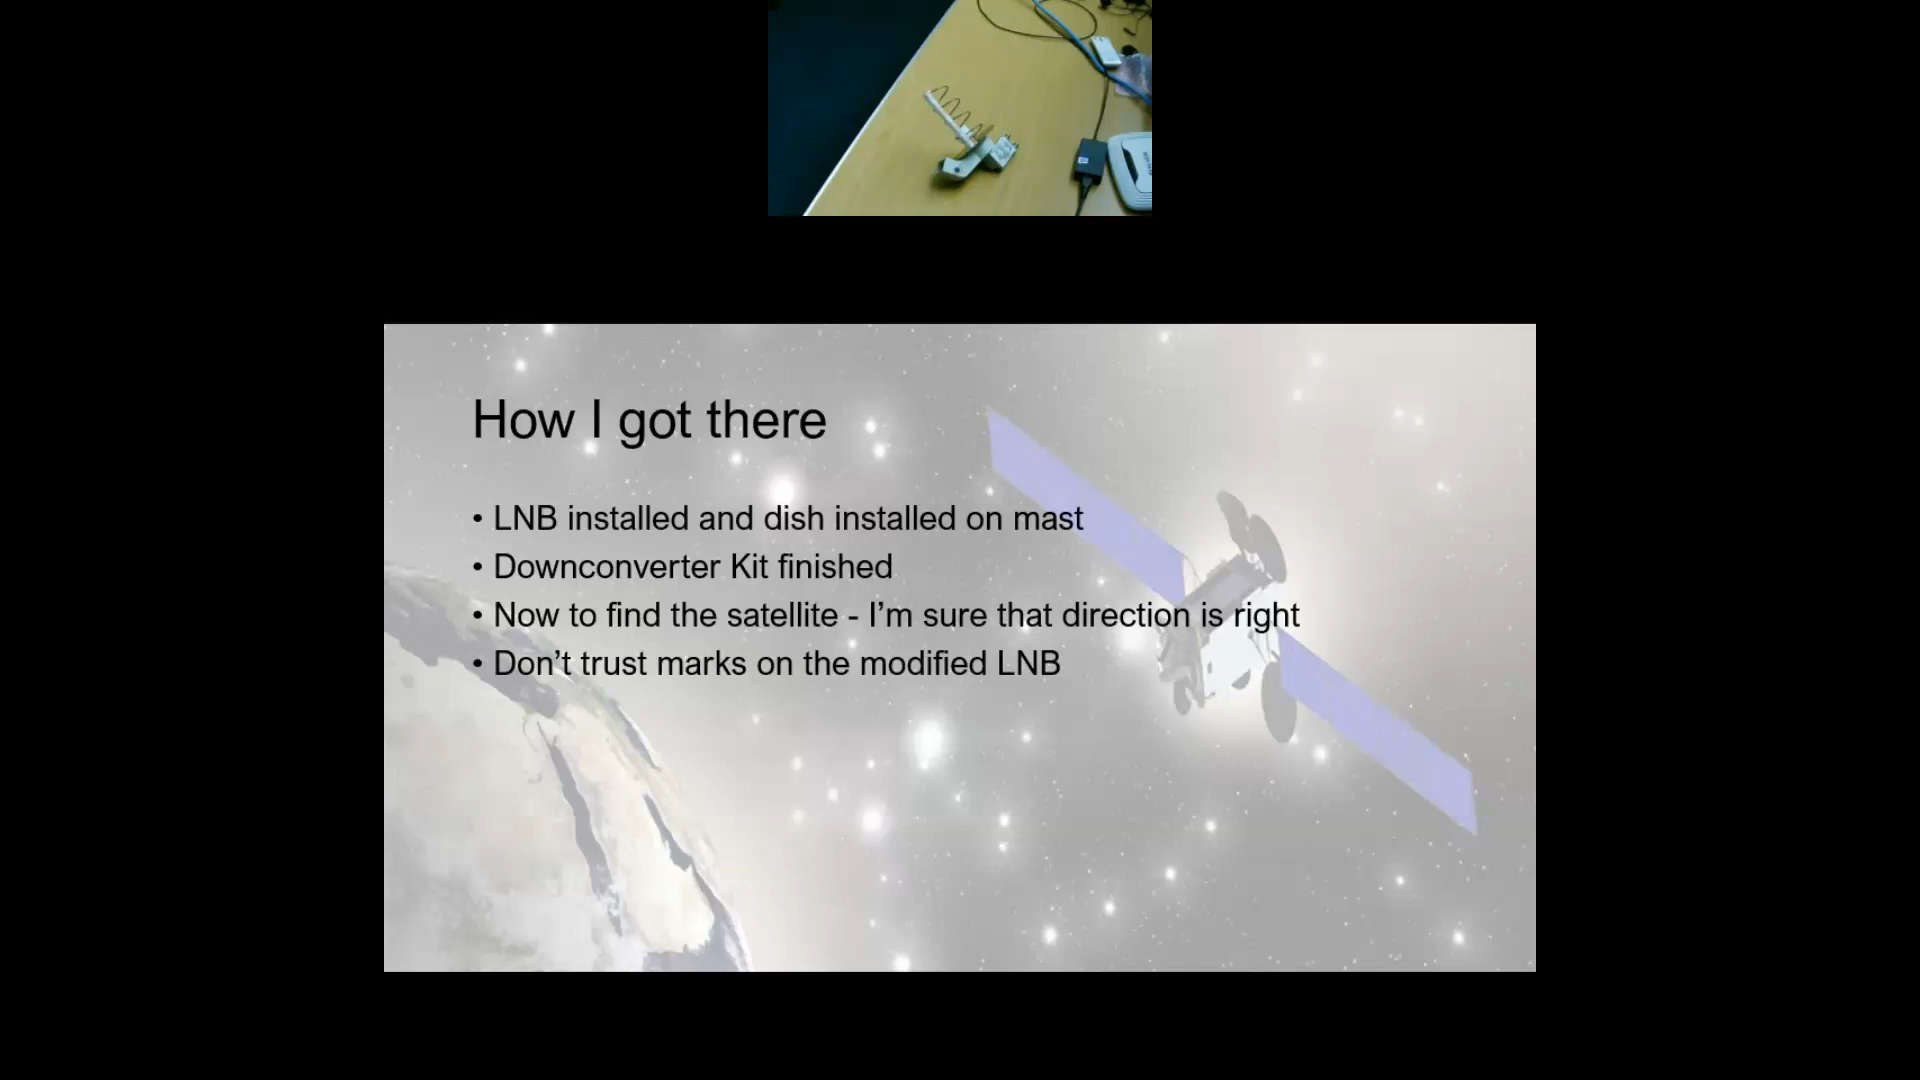 How I got there
• LNB installed and dish installed on mast
• Downconverter Kit finished
• Now to find the satellite - I’m sure that direction is right
• Don’t trust marks on the modified LNB